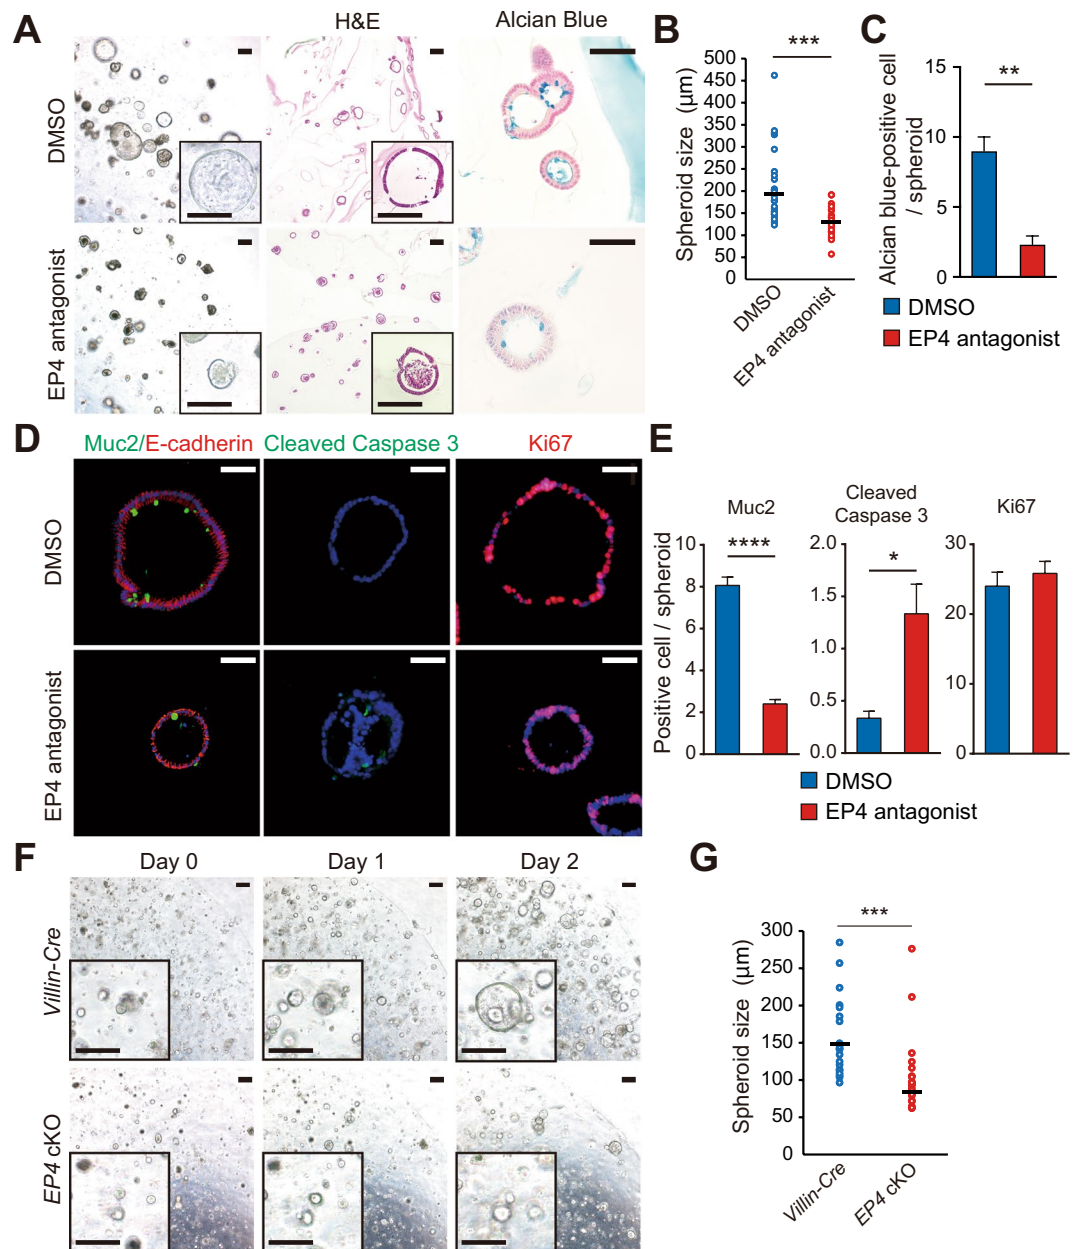 A
H&E
Alcian Blue
DMSO
EP4 antagonist
B
***
Spheroid size (μm)
500
450
400
350
300
250
200
150
100
50
0
DMSO
EP4 antagonist
C
**
Alcian blue-positive cell
/ spheroid
15
10
5
0
DMSO
EP4 antagonist
D
Muc2/E-cadherin
Cleaved Caspase 3
Ki67
DMSO
EP4 antagonist
E
Positive cell / spheroid
Muc2
****
10
8
6
4
2
0
Cleaved
Caspase 3
*
2.0
1.5
1.0
0.5
0.0
Ki67
30
20
10
0
DMSO
EP4 antagonist
F
Day 0
Day 1
Day 2
Villin-Cre
EP4 cKO
G
***
Spheroid size (μm)
300
250
200
150
100
50
0
Villin-Cre
EP4 cKO